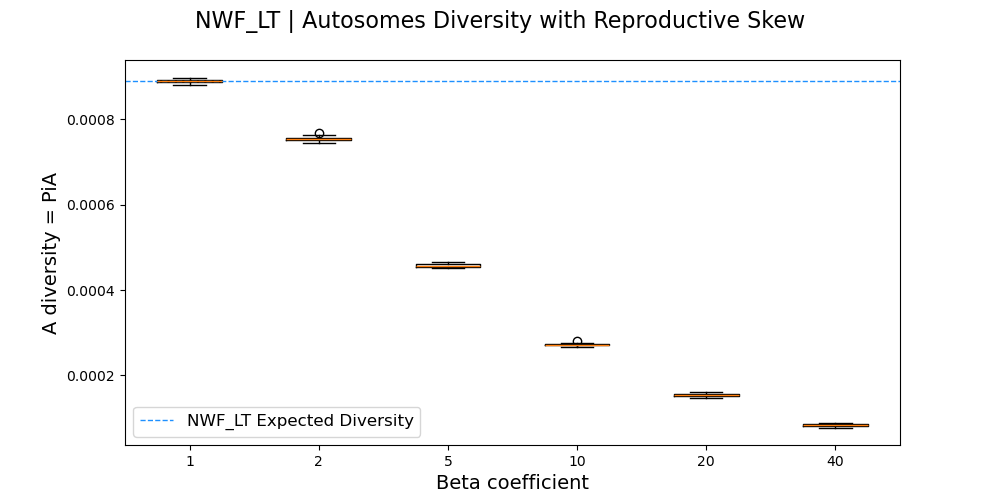 NWF_LT | Autosomes Diversity with Reproductive Skew
A diversity = PiA
0.0008
0.0006
0.0004
0.0002
NWF_LT Expected Diversity
1 2 5 10 20 40
Beta coefficient